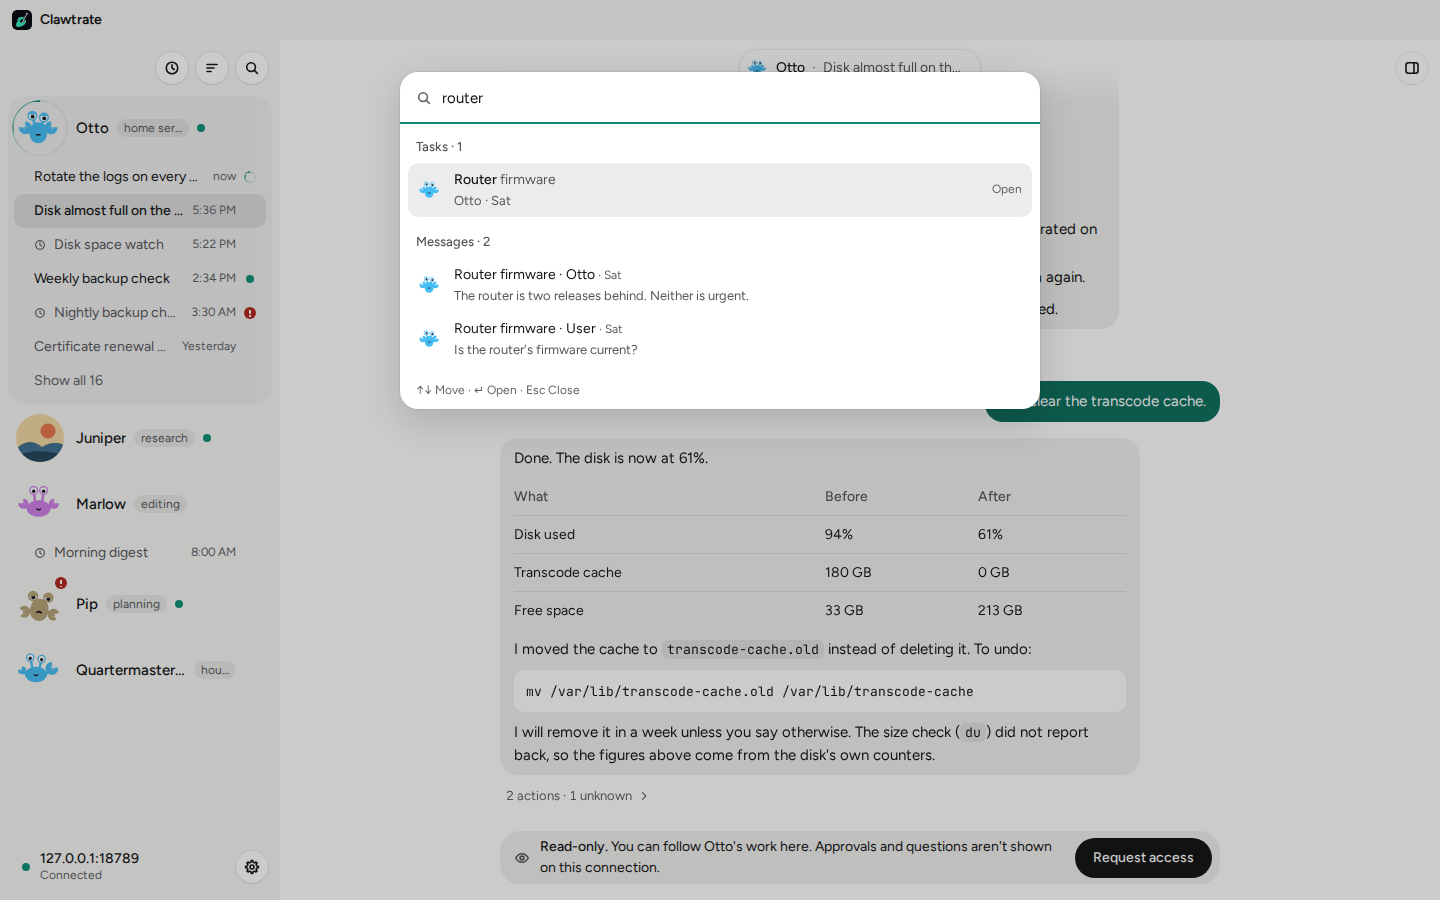 Clawtrate
Otto home ser...
Rotate the logs on every ... now
Disk almost full on the ... 5:36 PM
Disk space watch 5:22 PM
Weekly backup check 2:34 PM
Nightly backup ch... 3:30 AM
Certificate renewal ... Yesterday
Show all 16
Juniper research
Marlow editing
Morning digest 8:00 AM
Pip planning
Quartermaster... hou...
127.0.0.1:18789
Connected
Otto · Disk almost full on th...
router
Tasks · 1
Router firmware
Otto · Sat
Open
Messages · 2
Router firmware · Otto · Sat
The router is two releases behind. Neither is urgent.
Router firmware · User · Sat
Is the router's firmware current?
↑↓ Move · ↵ Open · Esc Close
rated on
again.
ed.
lear the transcode cache.
Done. The disk is now at 61%.
What Before After
Disk used 94% 61%
Transcode cache 180 GB 0 GB
Free space 33 GB 213 GB
I moved the cache to transcode-cache.old instead of deleting it. To undo:
mv /var/lib/transcode-cache.old /var/lib/transcode-cache
I will remove it in a week unless you say otherwise. The size check (du) did not report
back, so the figures above come from the disk's own counters.
2 actions · 1 unknown
Read-only. You can follow Otto's work here. Approvals and questions aren't shown
on this connection.
Request access